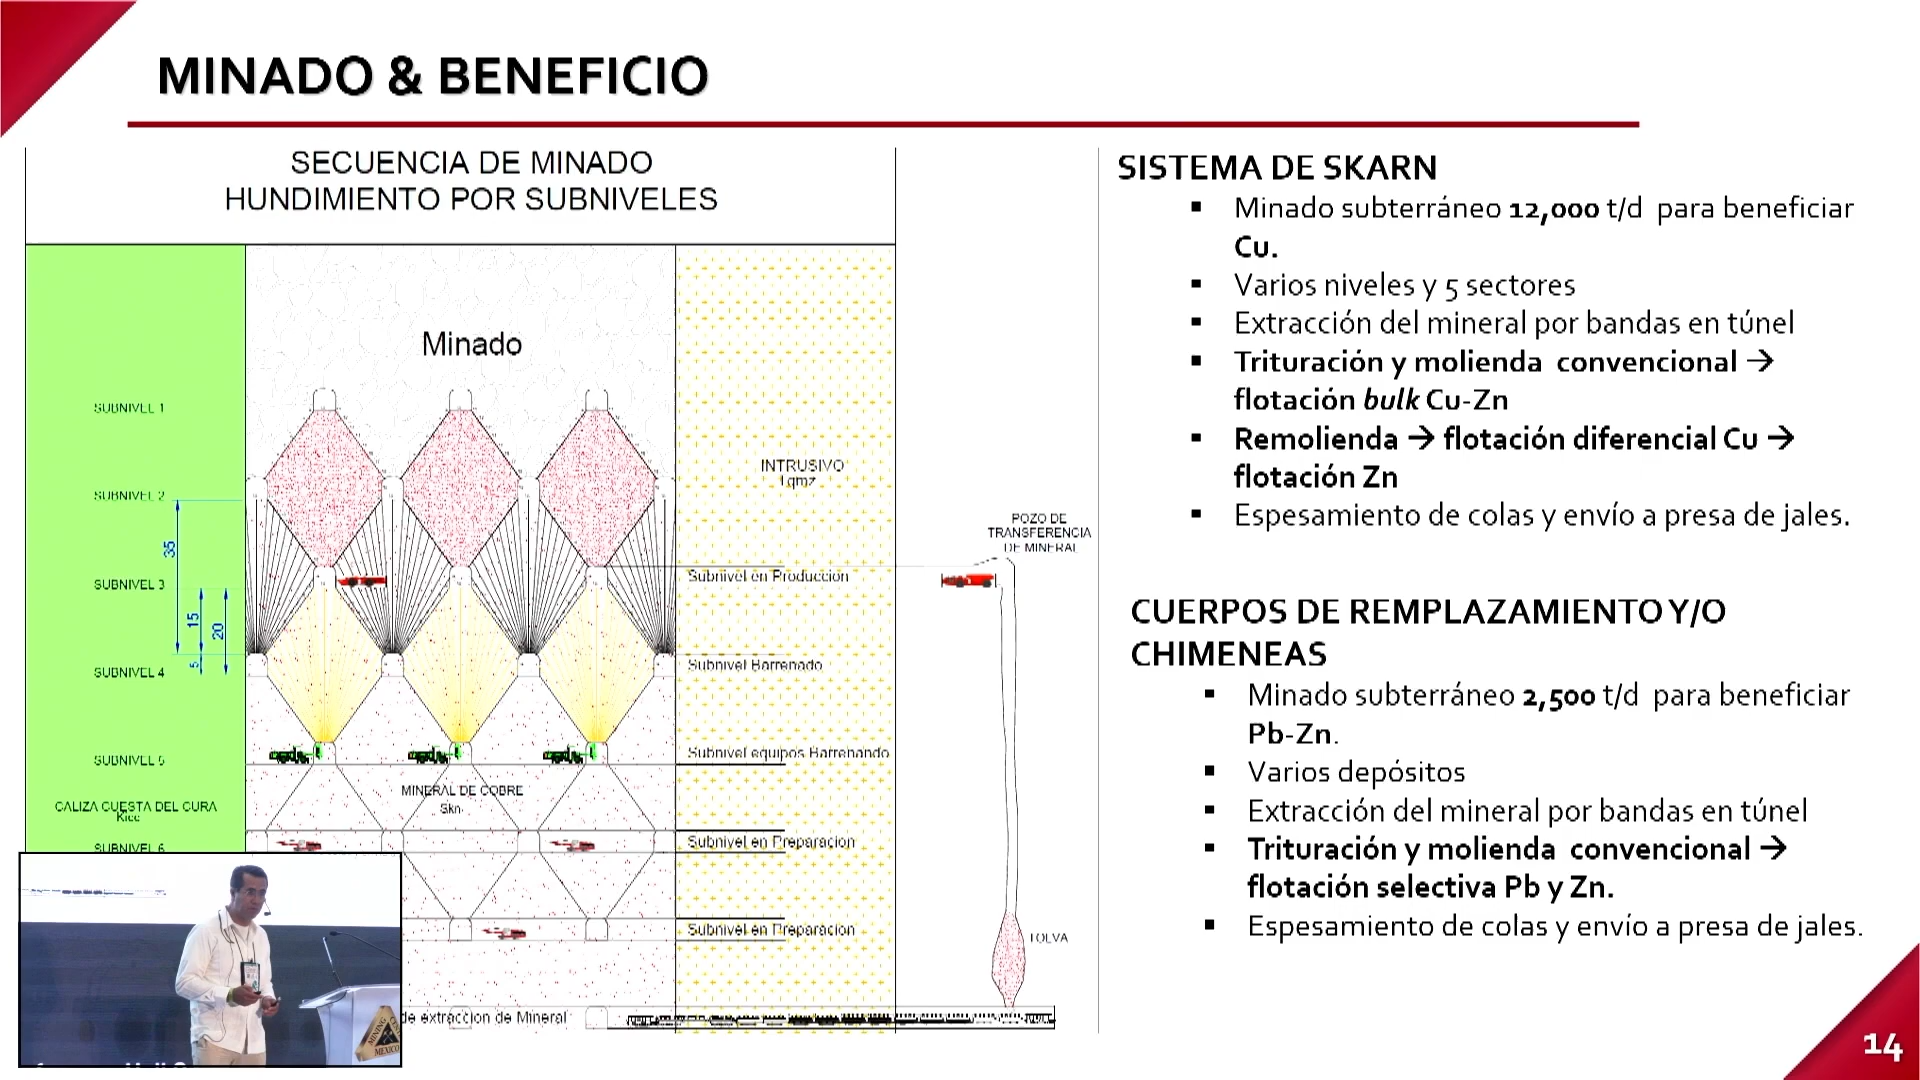 MINADO & BENEFICIO
SECUENCIA DE MINADO
HUNDIMIENTO POR SUBNIVELES
Minado
SUBNIVEL 1
SUBNIVEL 2
SUBNIVEL 3
SUBNIVEL 4
SUBNIVEL 5
CALIZA CUESTA DEL CURA
Kicc
SUBNIVEL 6
35
15
20
5
INTRUSIVO
Tqmz
Subnivel en Produccion
Subnivel Barrenado
Subnivel equipos Barrenando
MINERAL DE COBRE
Skn
Subnivel en Preparacion
Subnivel en Preparacion
de extraccion de Mineral
POZO DE
TRANSFERENCIA
DE MINERAL
TOLVA
SISTEMA DE SKARN
▪ Minado subterráneo 12,000 t/d para beneficiar
Cu.
▪ Varios niveles y 5 sectores
▪ Extracción del mineral por bandas en túnel
▪ Trituración y molienda convencional →
flotación bulk Cu-Zn
▪ Remolienda → flotación diferencial Cu →
flotación Zn
▪ Espesamiento de colas y envío a presa de jales.
CUERPOS DE REMPLAZAMIENTO Y/O
CHIMENEAS
▪ Minado subterráneo 2,500 t/d para beneficiar
Pb-Zn.
▪ Varios depósitos
▪ Extracción del mineral por bandas en túnel
▪ Trituración y molienda convencional →
flotación selectiva Pb y Zn.
▪ Espesamiento de colas y envío a presa de jales.
MINING
MEXICO
14